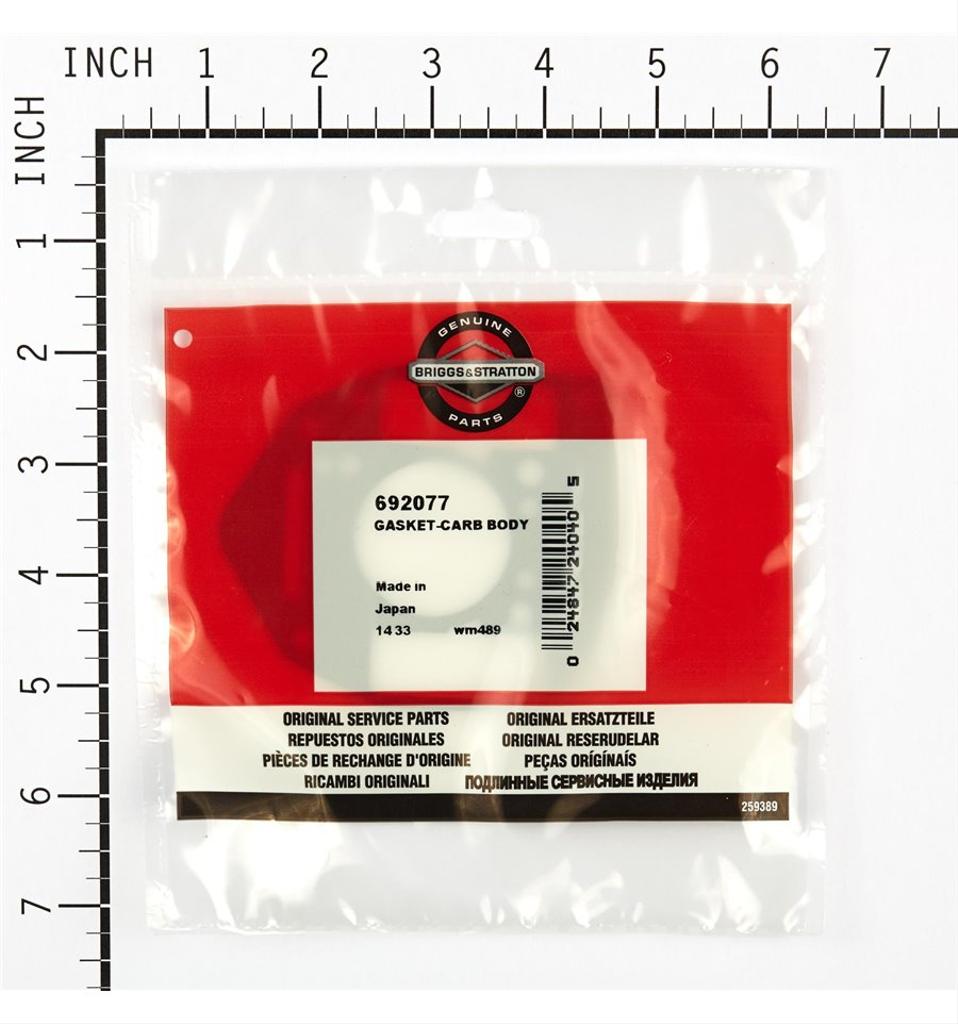 INCH 1 2 3 4 5 6 7
INCH
1
2
3
4
5
6
7
GENUINE
BRIGGS&STRATTON
®
PARTS
692077
GASKET-CARB BODY
Made in
Japan
14 33 wm489
0 24847 24040 5
ORIGINAL SERVICE PARTS ORIGINAL ERSATZTEILE
REPUESTOS ORIGINALES ORIGINAL RESERUDELAR
PIÈCES DE RECHANGE D'ORIGINE PEÇAS ORÍGÍNAÍS
RICAMBI ORIGINALI ПОДЛИННЫЕ СЕРВИСНЫЕ ИЗДЕЛИЯ
259389